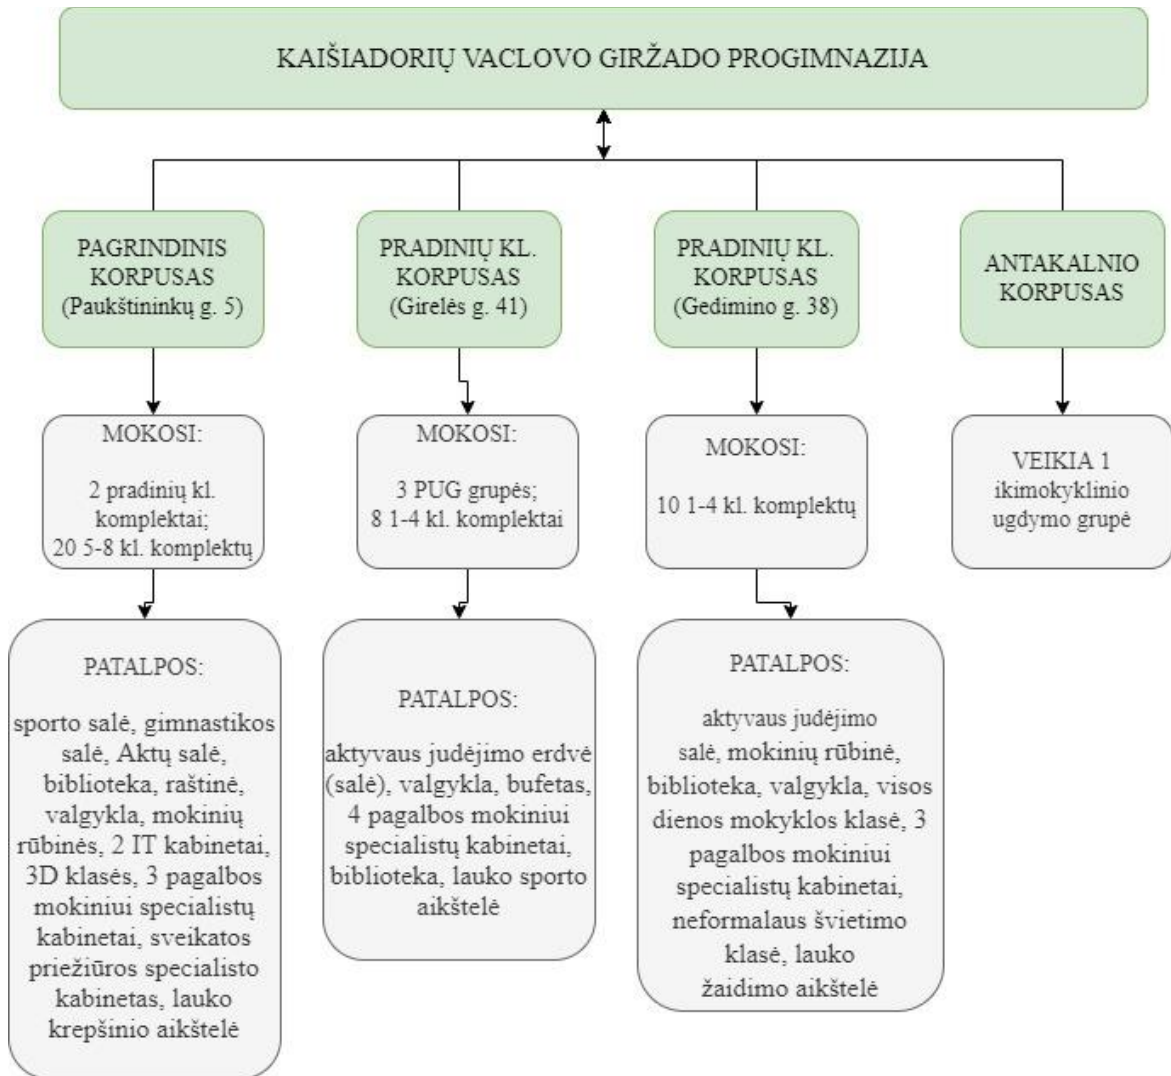 KAIŠIADORIŲ VACLOVO GIRŽADO PROGIMNAZIJA
PAGRINDINIS
KORPUSAS
(Paukštininkų g. 5)
PRADINIŲ KL.
KORPUSAS
(Girelės g. 41)
PRADINIŲ KL.
KORPUSAS
(Gedimino g. 38)
ANTAKALNIO
KORPUSAS
MOKOSI:
2 pradinių kl.
komplektai;
20 5-8 kl. komplektų
MOKOSI:
3 PUG grupės;
8 1-4 kl. komplektai
MOKOSI:
10 1-4 kl. komplektų
VEIKIA 1
ikimokyklinio
ugdymo grupė
PATALPOS:
sporto salė, gimnastikos
salė, Aktų salė,
biblioteka, raštinė,
valgykla, mokinių
rūbinės, 2 IT kabinetai,
3D klasės, 3 pagalbos
mokiniui specialistų
kabinetai, sveikatos
priežiūros specialisto
kabinetas, lauko
krepšinio aikštelė
PATALPOS:
aktyvaus judėjimo erdvė
(salė), valgykla, bufetas,
4 pagalbos mokiniui
specialistų kabinetai,
biblioteka, lauko sporto
aikštelė
PATALPOS:
aktyvaus judėjimo
salė, mokinių rūbinė,
biblioteka, valgykla, visos
dienos mokyklos klasė, 3
pagalbos mokiniui
specialistų kabinetai,
neformalaus švietimo
klasė, lauko
žaidimo aikštelė